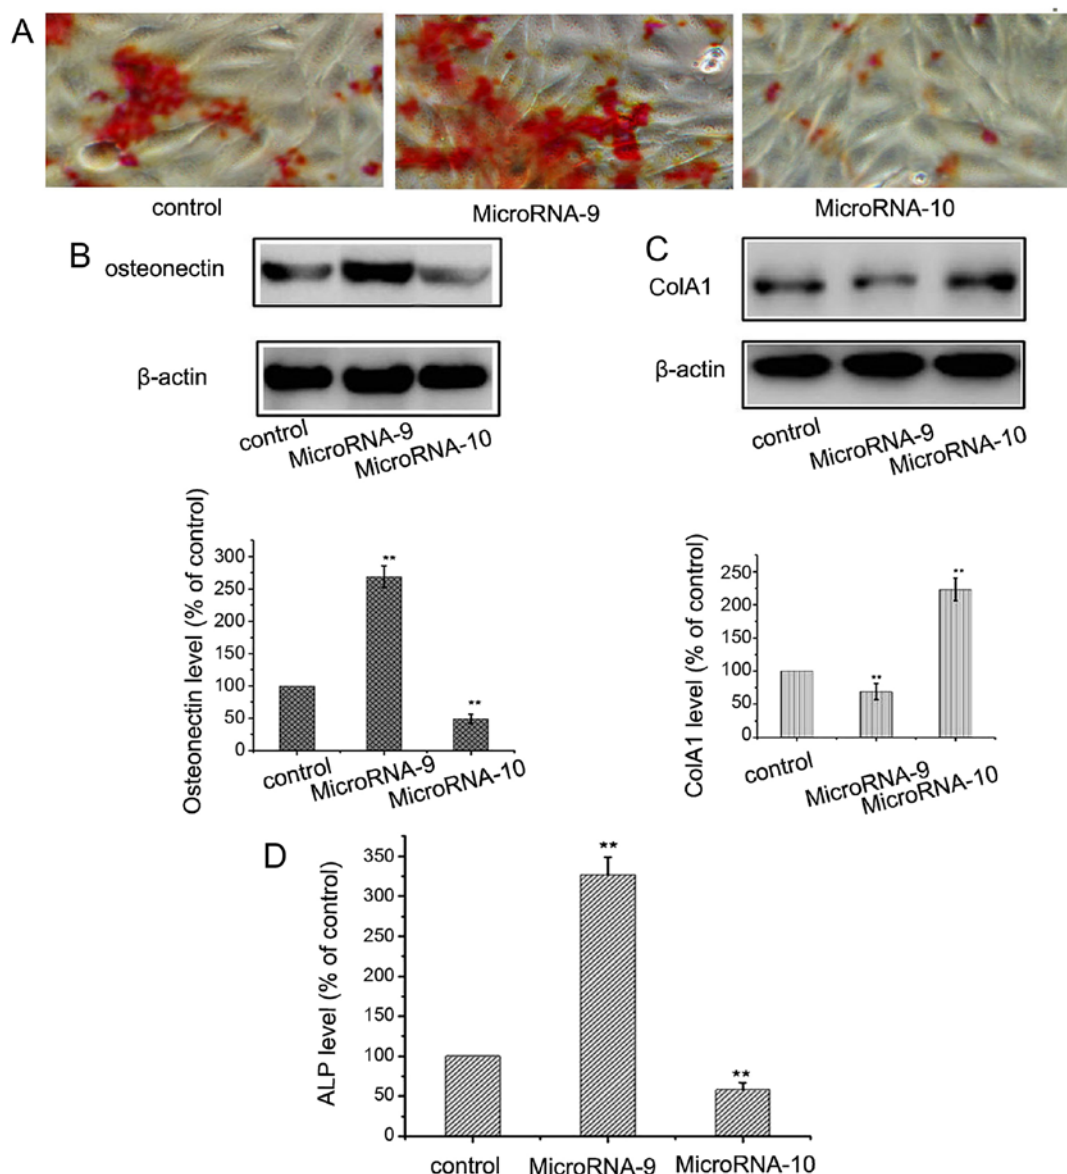 A
control
MicroRNA-9
MicroRNA-10
B
osteonectin
β-actin
control
MicroRNA-9
MicroRNA-10
C
ColA1
β-actin
control
MicroRNA-9
MicroRNA-10
Osteonectin level (% of control)
300
250
200
150
100
50
0
**
**
control
MicroRNA-9
MicroRNA-10
ColA1 level (% of control)
250
200
150
100
50
0
**
**
control
MicroRNA-9
MicroRNA-10
D
ALP level (% of control)
350
300
250
200
150
100
50
0
**
**
control
MicroRNA-9
MicroRNA-10